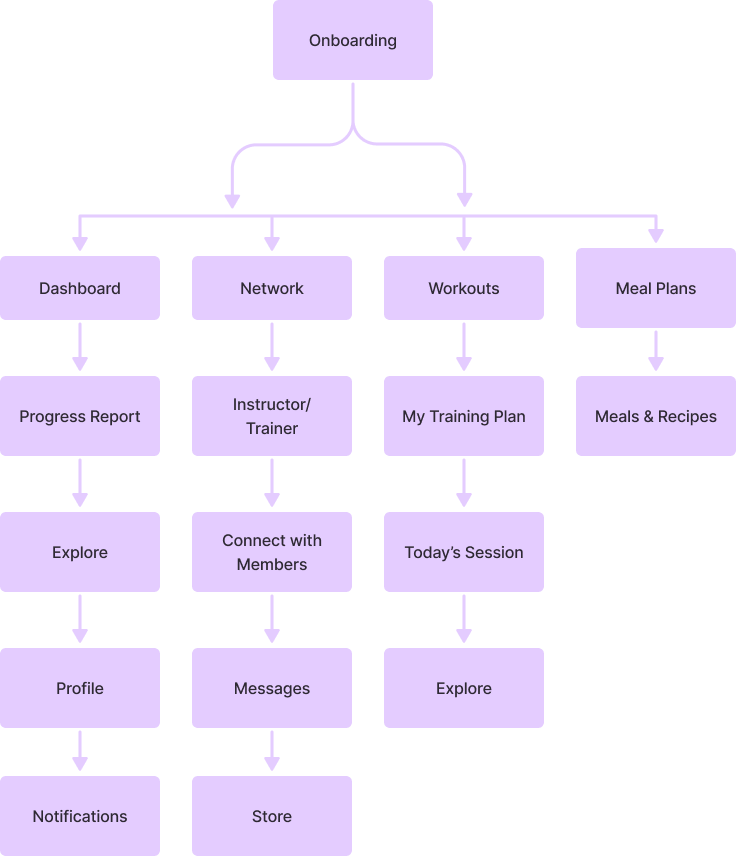 Onboarding
Dashboard
Network
Workouts
Meal Plans
Progress Report
Instructor/
Trainer
My Training Plan
Meals & Recipes
Explore
Connect with
Members
Today’s Session
Profile
Messages
Explore
Notifications
Store